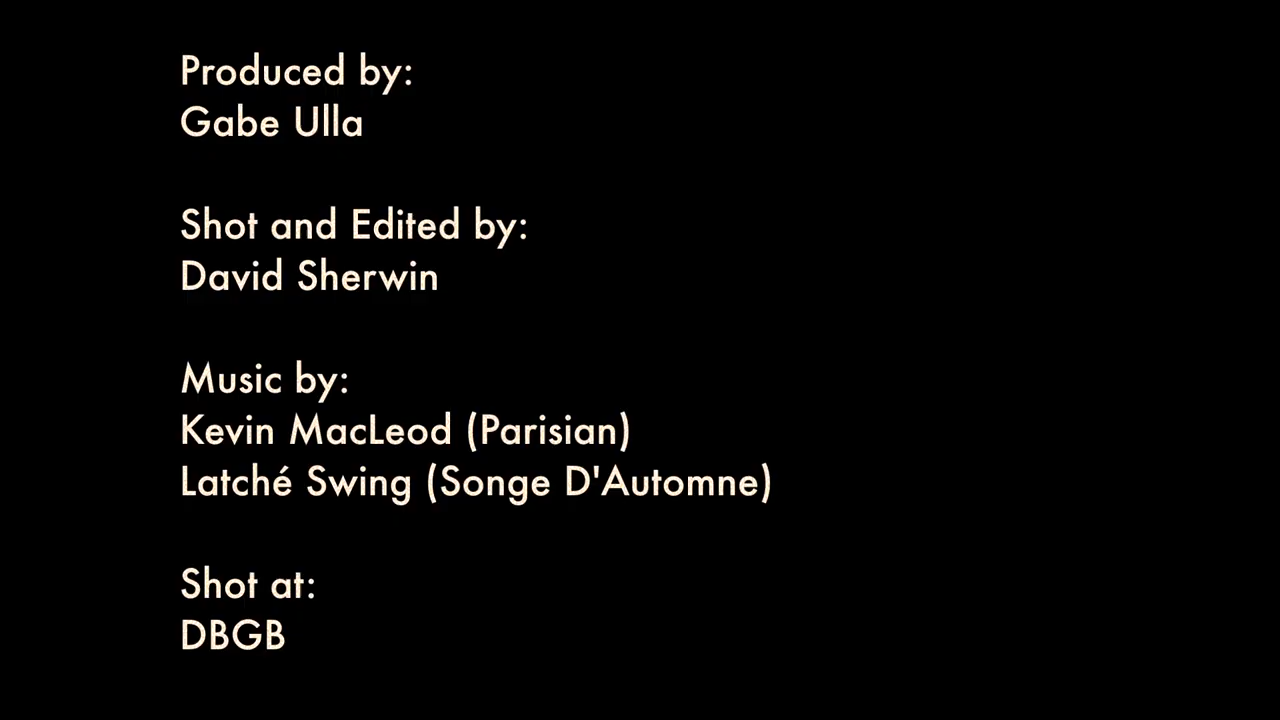 Produced by:
Gabe Ulla
Shot and Edited by:
David Sherwin
Music by:
Kevin MacLeod (Parisian)
Latché Swing (Songe D'Automne)
Shot at:
DBGB